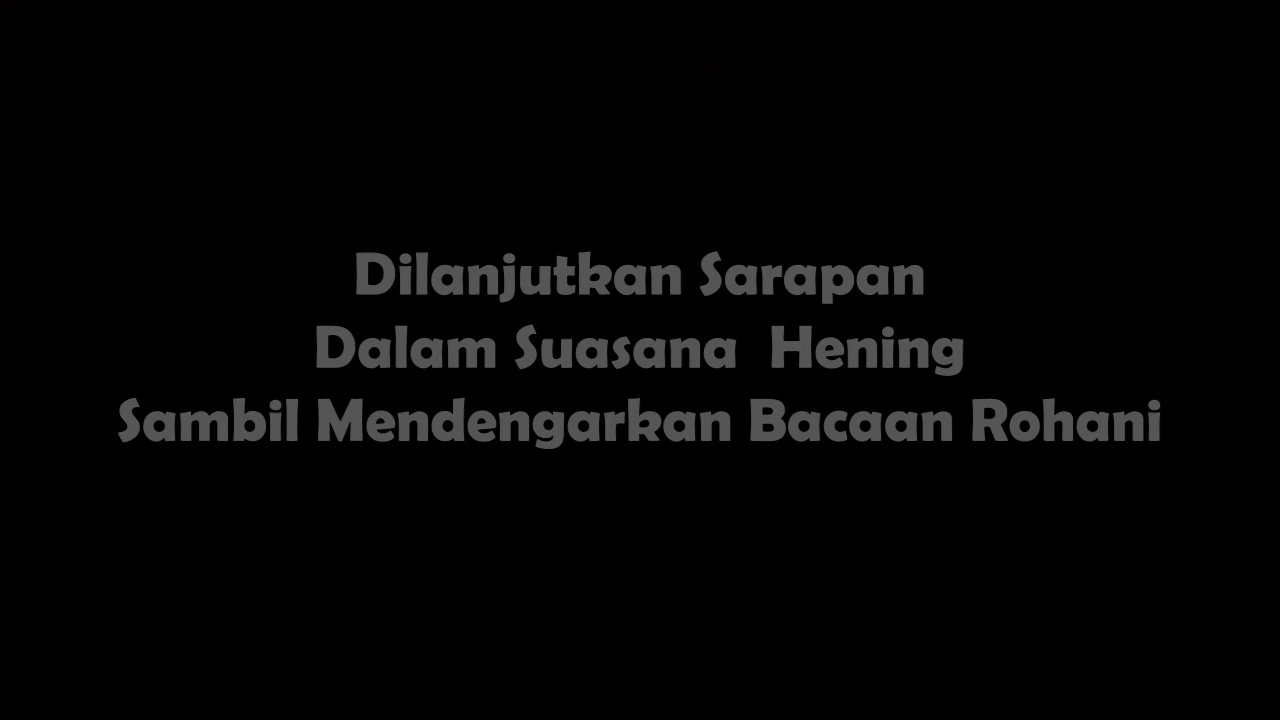 Dilanjutkan Sarapan
Dalam Suasana  Hening
Sambil Mendengarkan Bacaan Rohani